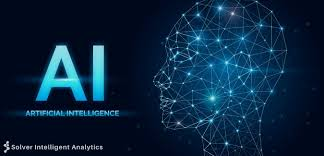 AI
ARTIFICIAL INTELLIGENCE
Solver Intelligent Analytics